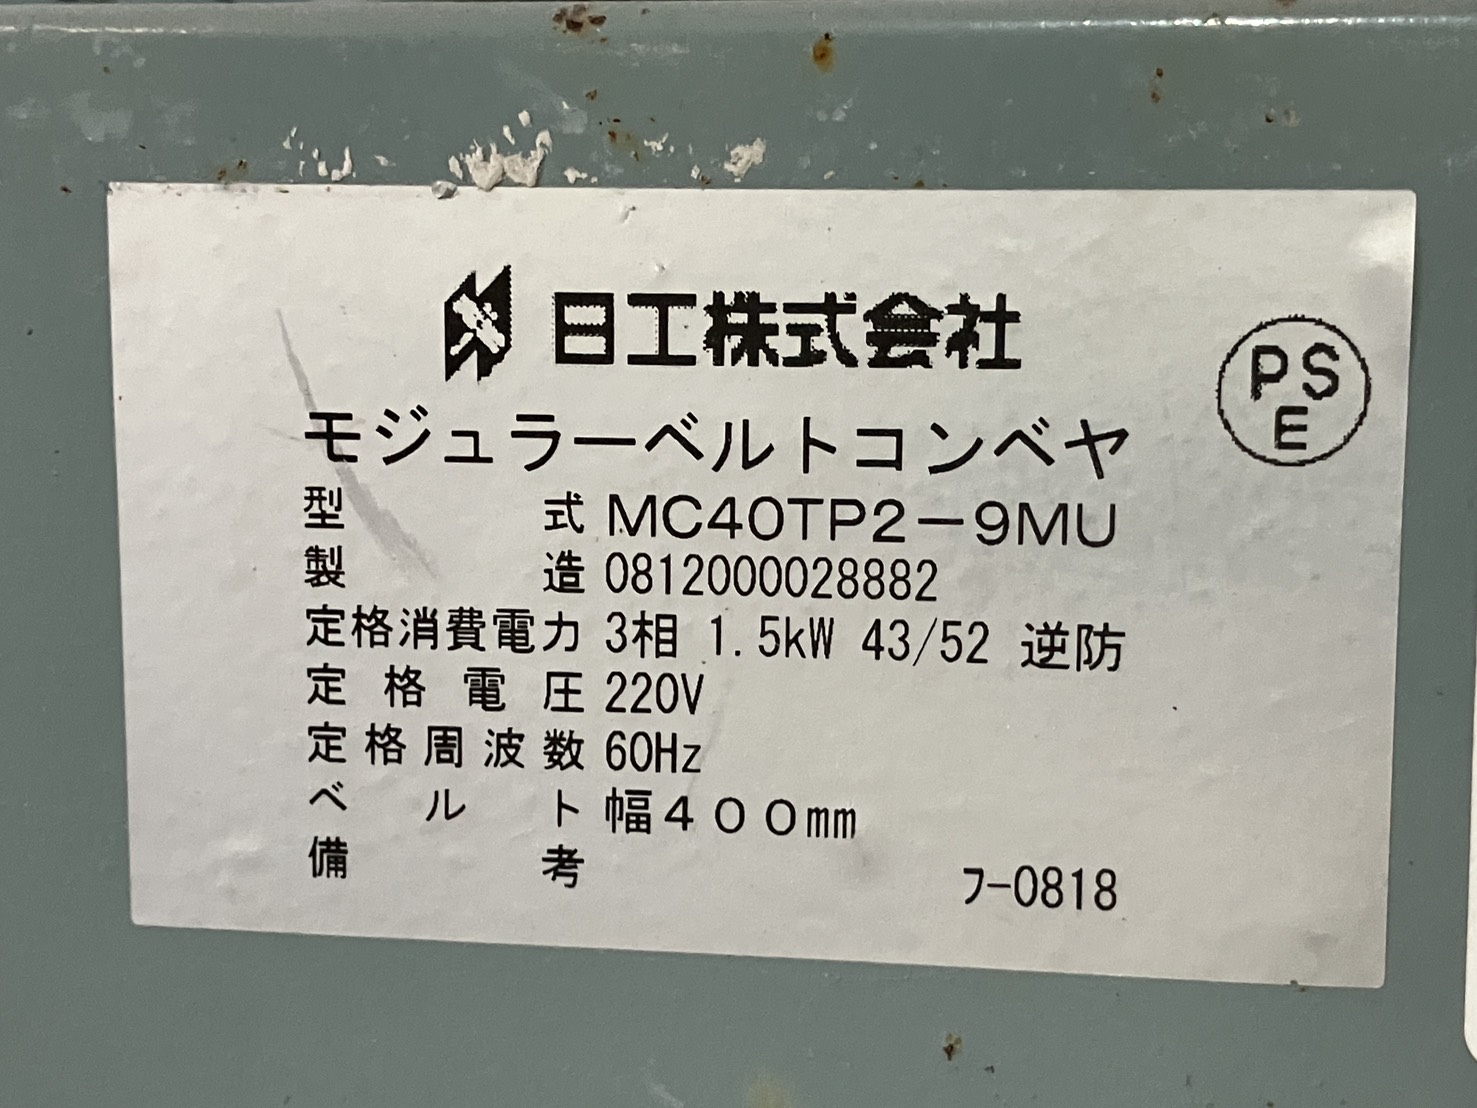 日工株式会社
PS
E
モジュラーベルトコンベヤ
型式 MC40TP2-9MU
製造 0812000028882
定格消費電力 3相 1.5kW 43/52 逆防
定格電圧 220V
定格周波数 60Hz
ベルト 幅400mm
備考 フ-0818